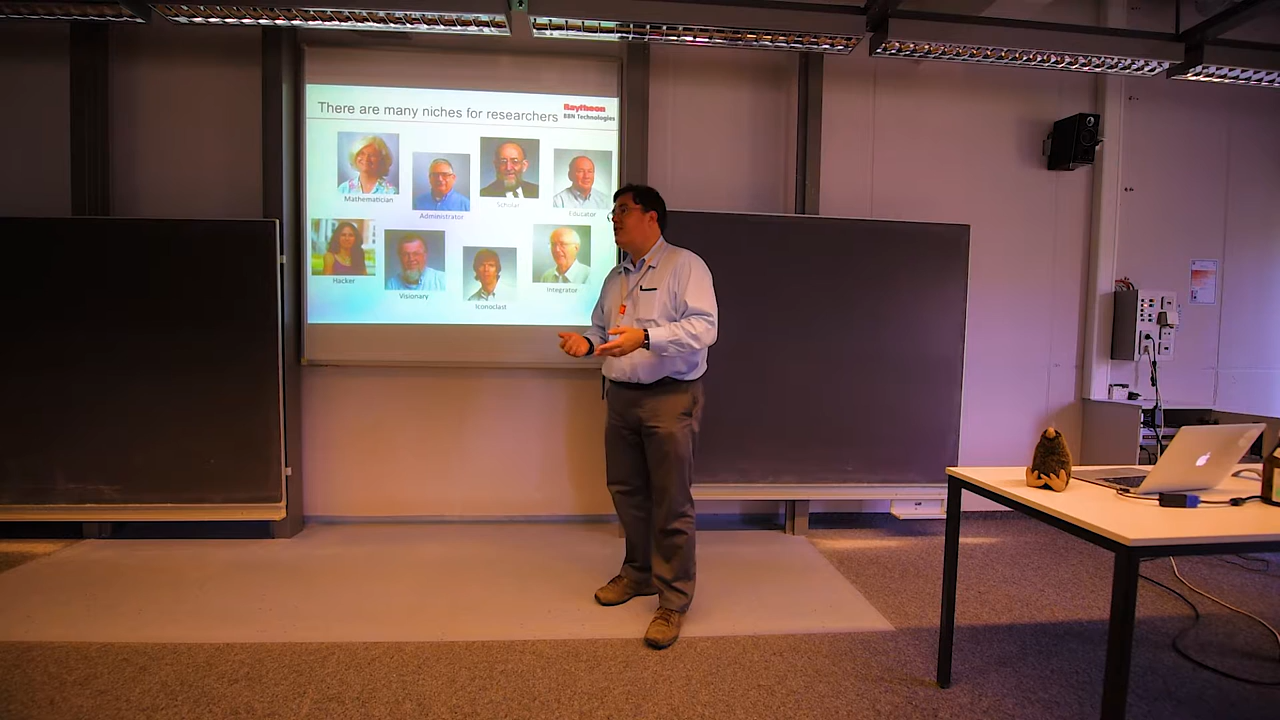 There are many niches for researchers
Raytheon
BBN Technologies
Mathematician
Administrator
Scholar
Educator
Hacker
Visionary
Iconoclast
Integrator